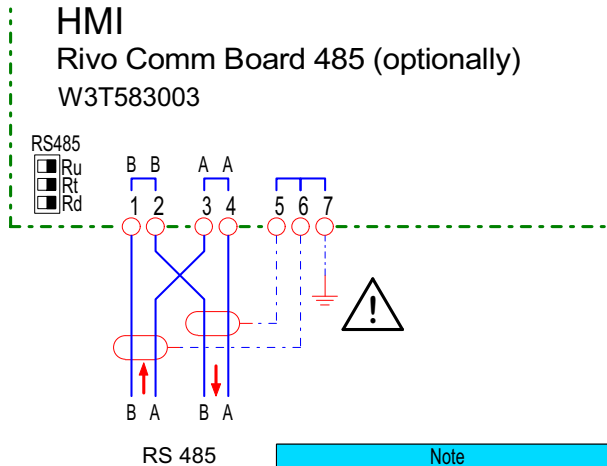 HMI
Rivo Comm Board 485 (optionally)
W3T583003
RS485
Ru
Rt
Rd
B B A A
1 2 3 4 5 6 7
!
B A B A
RS 485
Note